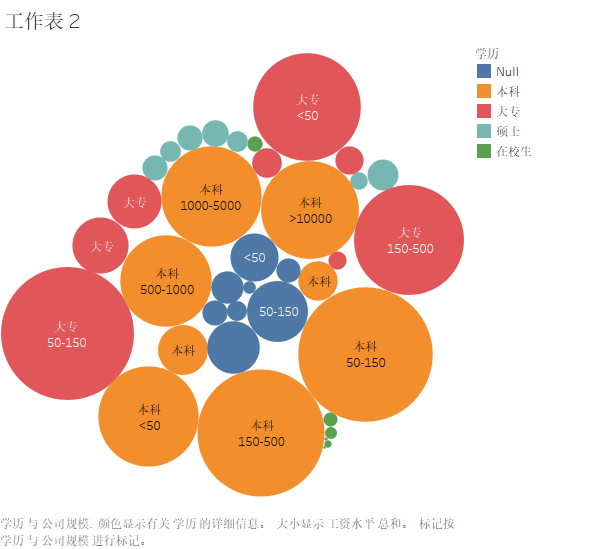 工作表 2
学历
Null
本科
大专
硕士
在校生
大专
<50
本科
1000-5000
本科
>10000
大专
大专
大专
150-500
<50
本科
500-1000
本科
50-150
大专
50-150
本科
本科
50-150
本科
<50
本科
150-500
学历 与 公司规模. 颜色显示有关 学历 的详细信息。 大小显示 工资水平 总和。 标记按
学历 与 公司规模 进行标记。